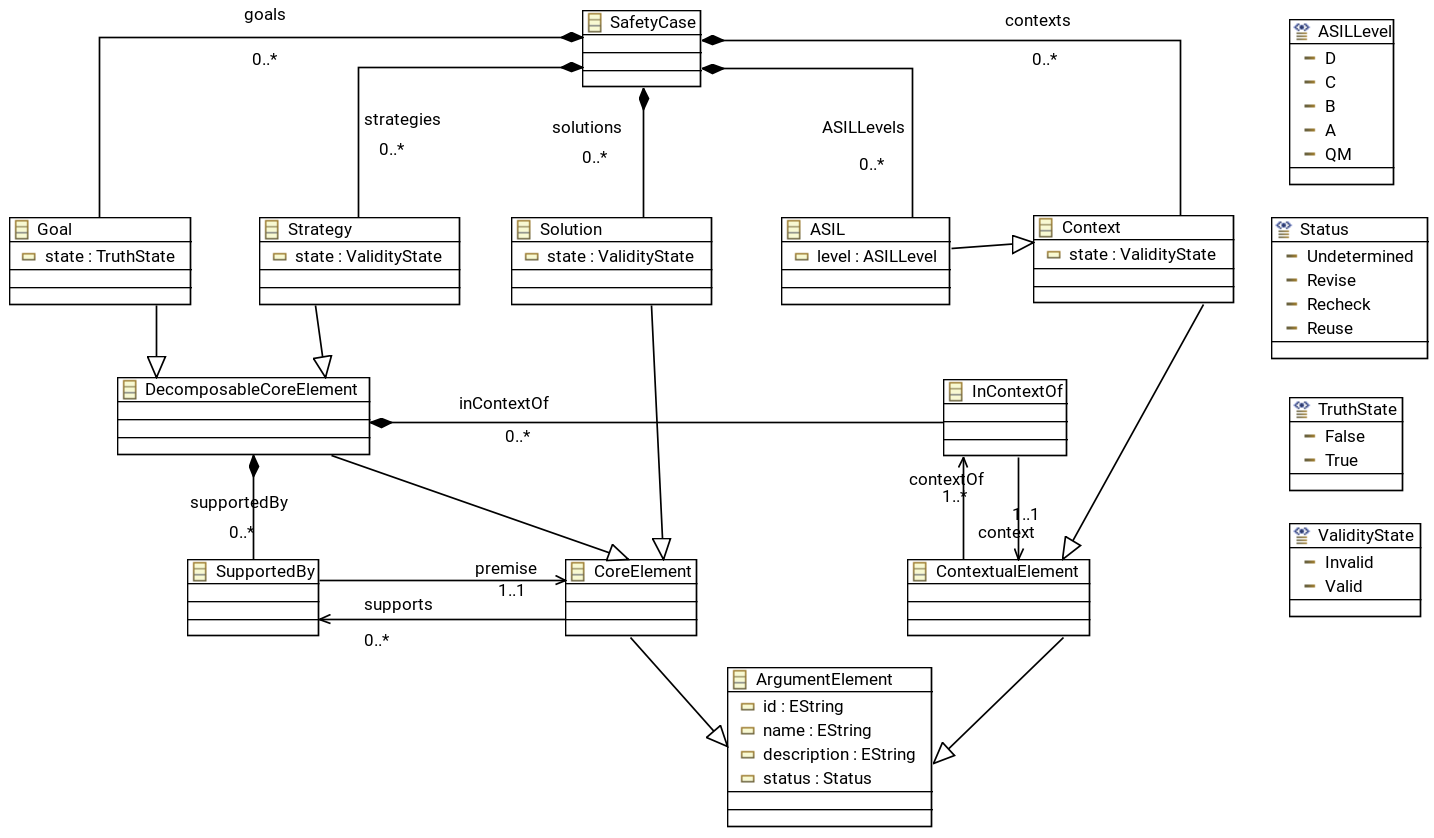 goals
0..*
SafetyCase
contexts
0..*
strategies
0..*
solutions
0..*
ASILLevels
0..*
ASILLevel
D
C
B
A
QM
Goal
state : TruthState
Strategy
state : ValidityState
Solution
state : ValidityState
ASIL
level : ASILLevel
Context
state : ValidityState
Status
Undetermined
Revise
Recheck
Reuse
DecomposableCoreElement
inContextOf
0..*
InContextOf
TruthState
False
True
supportedBy
0..*
contextOf
1..*
1..1
context
ValidityState
Invalid
Valid
SupportedBy
premise
1..1
supports
0..*
CoreElement
ContextualElement
ArgumentElement
id : EString
name : EString
description : EString
status : Status